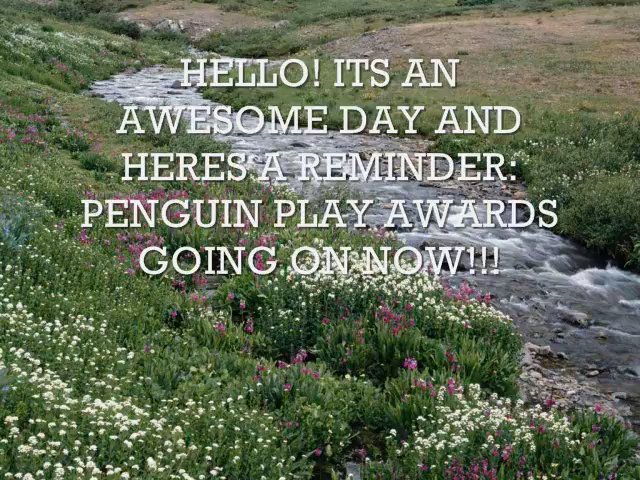 HELLO! ITS AN
AWESOME DAY AND
HERES A REMINDER:
PENGUIN PLAY AWARDS
GOING ON NOW!!!